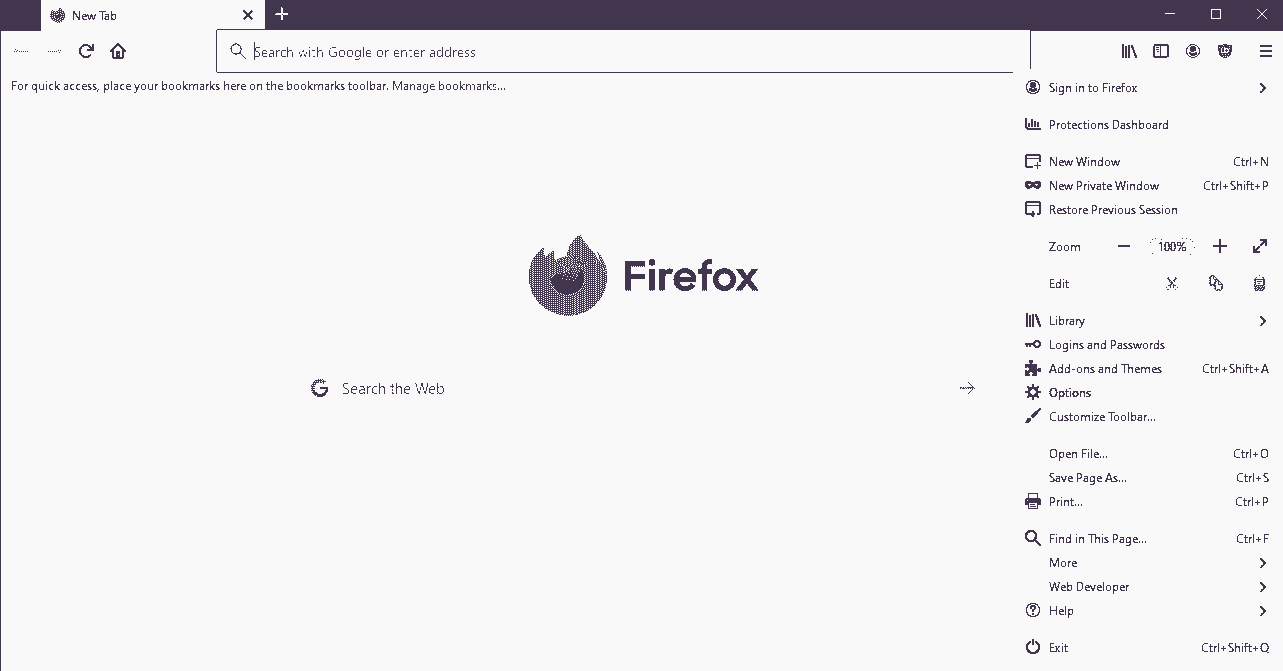 New Tab
Search with Google or enter address
For quick access, place your bookmarks here on the bookmarks toolbar. Manage bookmarks...
Firefox
Search the Web
Sign in to Firefox
Protections Dashboard
New Window Ctrl+N
New Private Window Ctrl+Shift+P
Restore Previous Session
Zoom 100%
Edit
Library
Logins and Passwords
Add-ons and Themes Ctrl+Shift+A
Options
Customize Toolbar...
Open File... Ctrl+O
Save Page As... Ctrl+S
Print... Ctrl+P
Find in This Page... Ctrl+F
More
Web Developer
Help
Exit Ctrl+Shift+Q